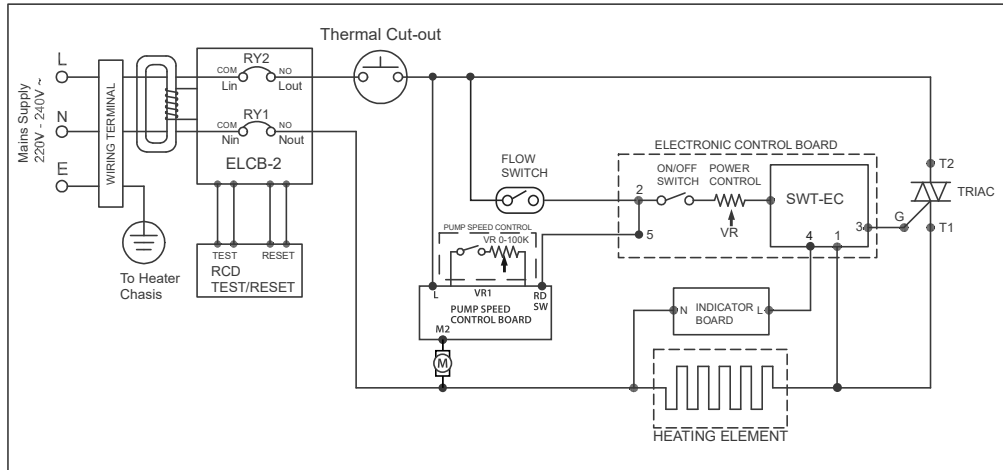 Thermal Cut-out
Mains Supply
220V - 240V ~
L
N
E
WIRING TERMINAL
RY2
COM
NO
Lin
Lout
RY1
COM
NO
Nin
Nout
ELCB-2
TEST
RESET
RCD
TEST/RESET
To Heater
Chasis
FLOW
SWITCH
ELECTRONIC CONTROL BOARD
ON/OFF
SWITCH
POWER
CONTROL
2
5
VR
SWT-EC
3
4
1
G
T2
TRIAC
T1
PUMP SPEED CONTROL
VR 0-100K
L
VR1
RD
SW
PUMP SPEED
CONTROL BOARD
M2
M
N
INDICATOR
BOARD
L
HEATING ELEMENT